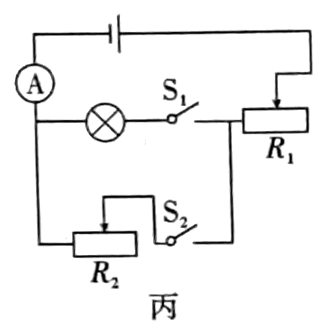 A
S₁
R₁
S₂
R₂
丙